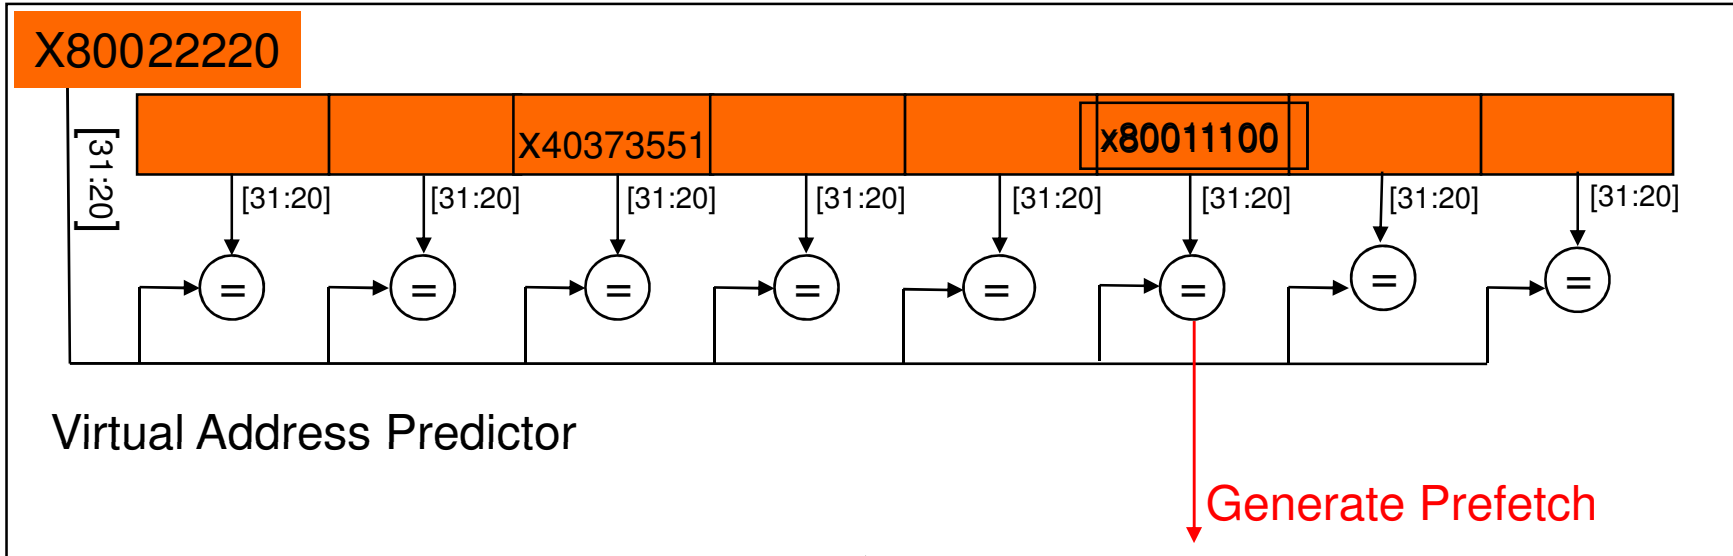 X80022220
[31:20]
X40373551
x80011100
[31:20] [31:20] [31:20] [31:20] [31:20] [31:20] [31:20] [31:20]
= = = = = = = =
Virtual Address Predictor
Generate Prefetch